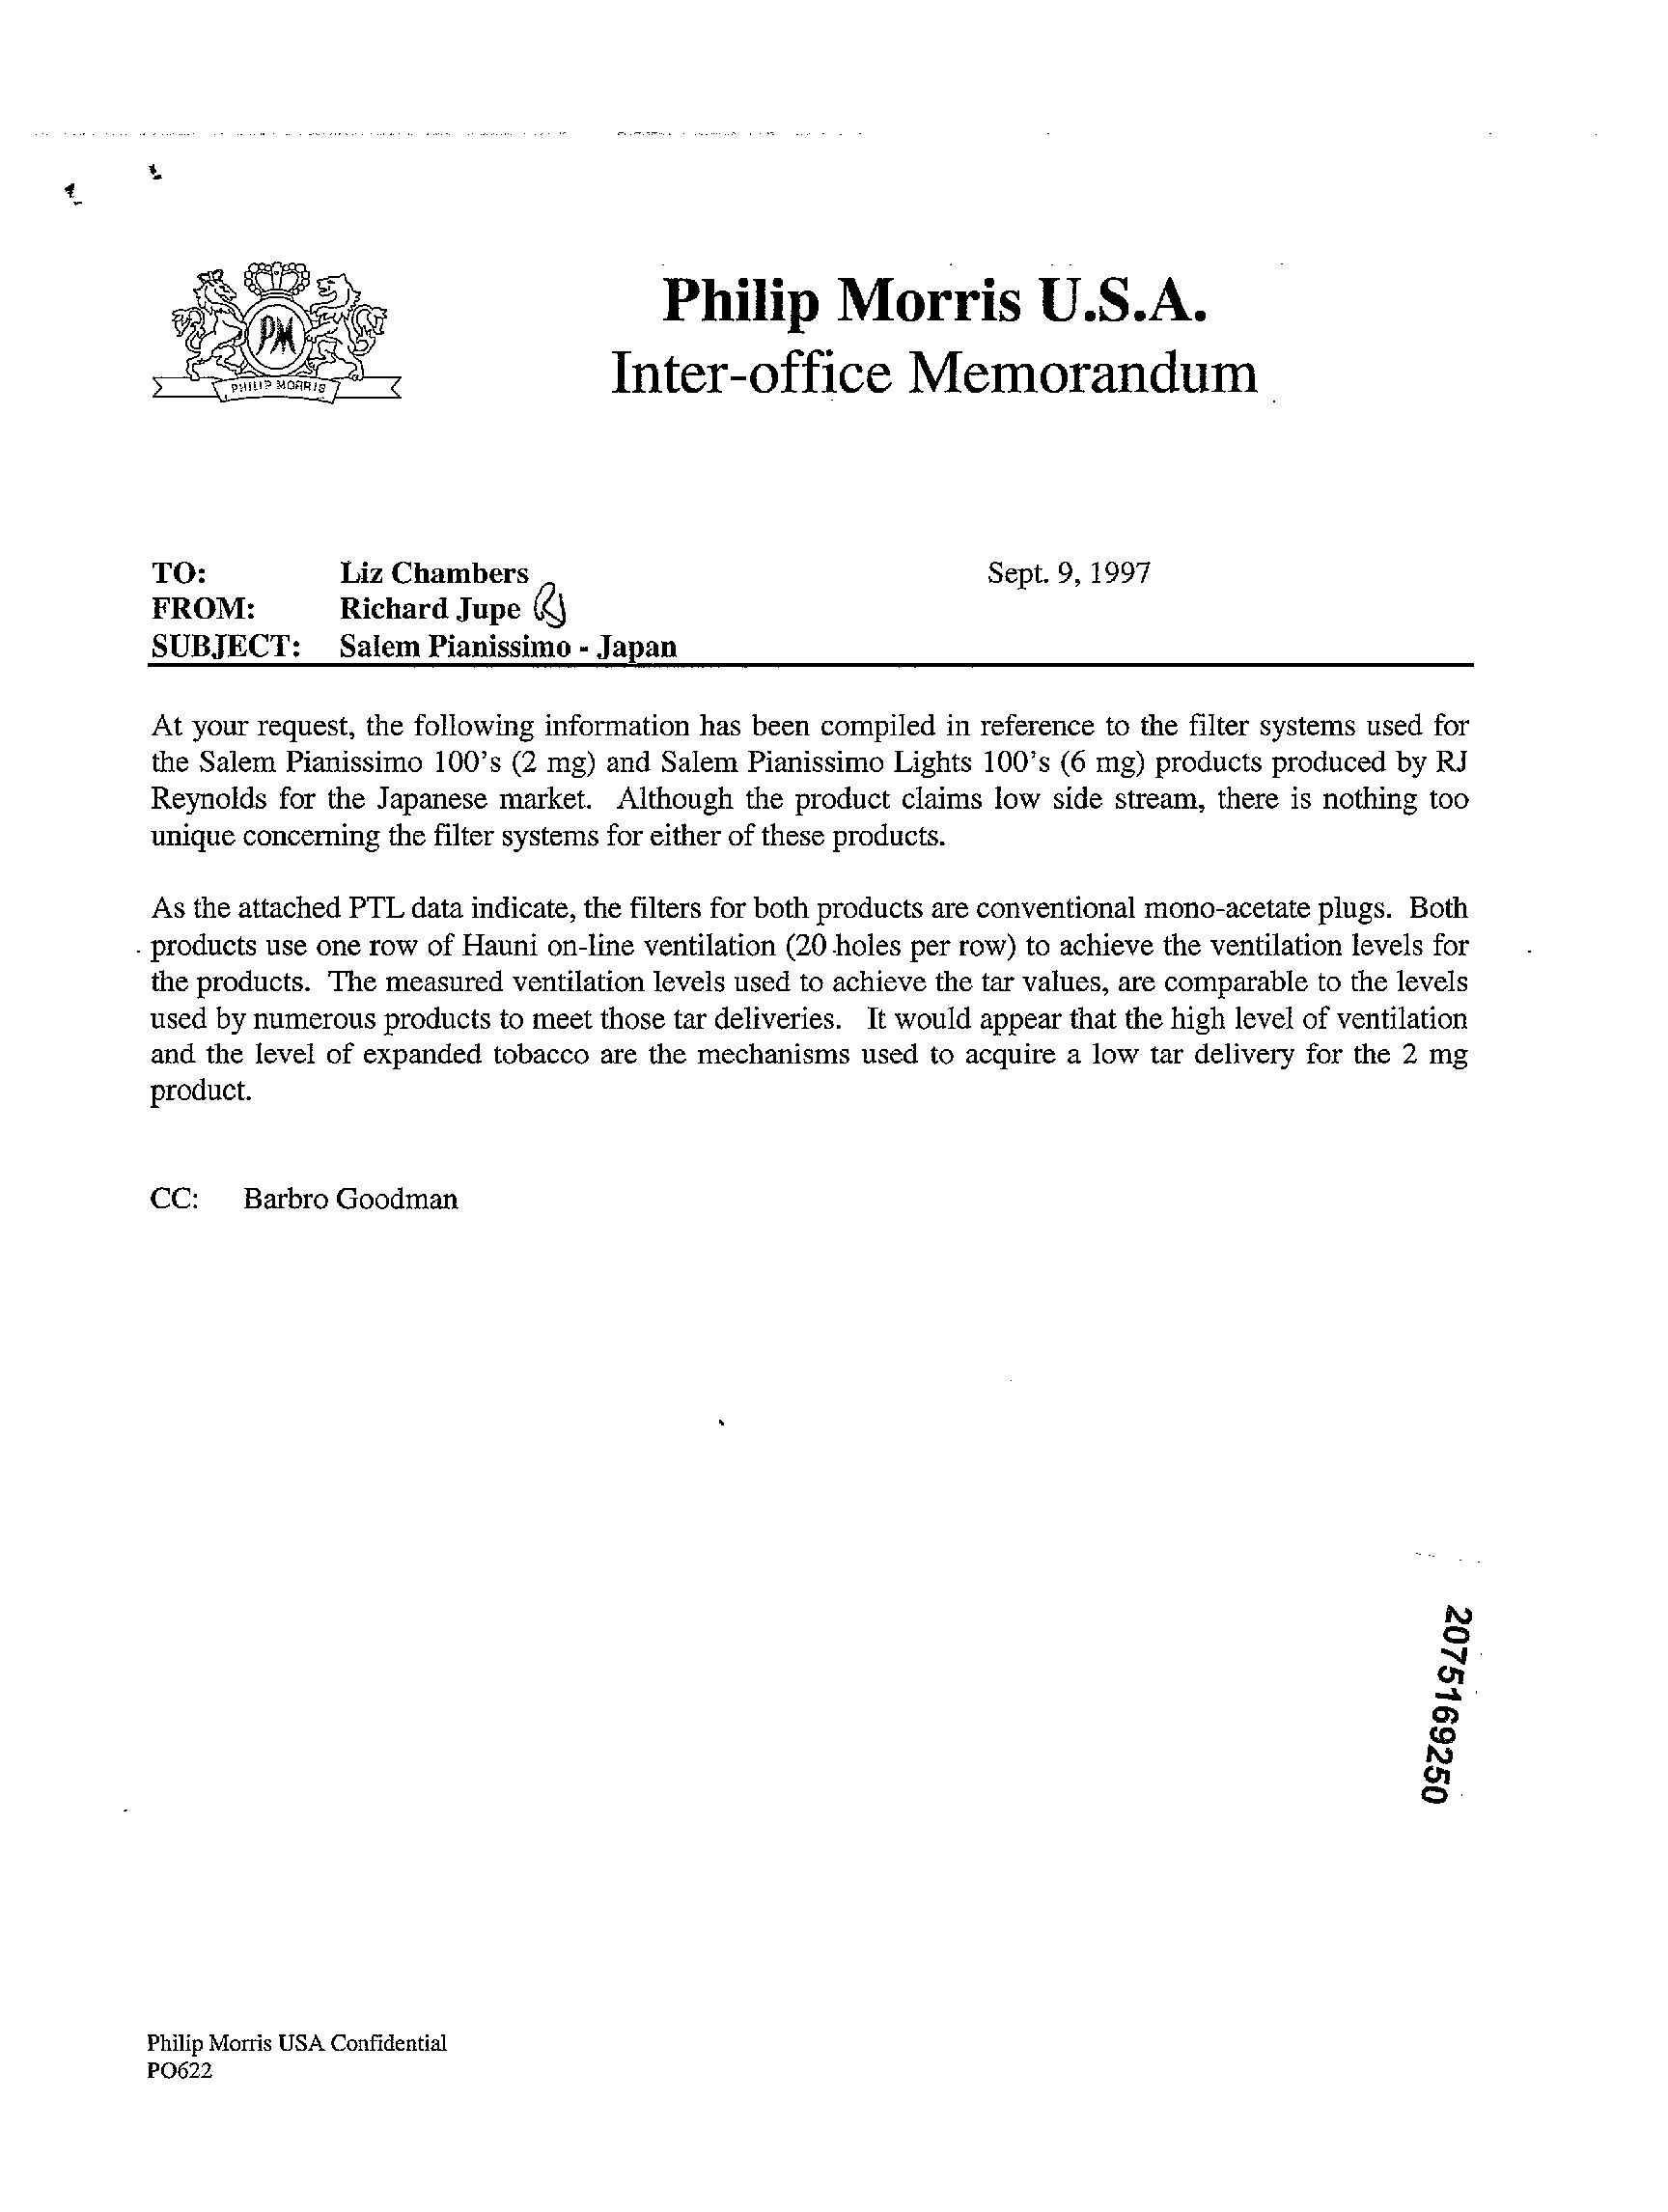 PM
PHILIP MORRIS
Philip Morris U.S.A.
Inter-office Memorandum
TO: Liz Chambers Sept. 9, 1997
FROM: Richard Jupe RJ
SUBJECT: Salem Pianissimo - Japan
At your request, the following information has been compiled in reference to the filter systems used for
the Salem Pianissimo 100's (2 mg) and Salem Pianissimo Lights 100's (6 mg) products produced by RJ
Reynolds for the Japanese market. Although the product claims low side stream, there is nothing too
unique concerning the filter systems for either of these products.
As the attached PTL data indicate, the filters for both products are conventional mono-acetate plugs. Both
products use one row of Hauni on-line ventilation (20 holes per row) to achieve the ventilation levels for
the products. The measured ventilation levels used to achieve the tar values, are comparable to the levels
used by numerous products to meet those tar deliveries. It would appear that the high level of ventilation
and the level of expanded tobacco are the mechanisms used to acquire a low tar delivery for the 2 mg
product.
CC: Barbro Goodman
2075169250
Philip Morris USA Confidential
PO622